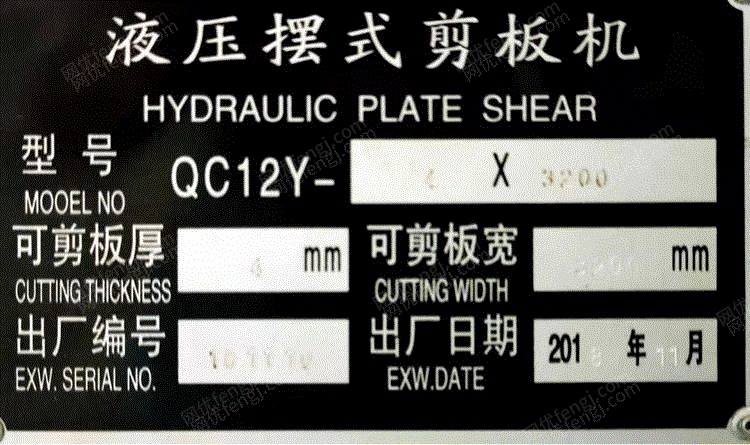 液压摆式剪板机
HYDRAULIC PLATE SHEAR
型号 QC12Y- X 3200
MOOEL NO
可剪板厚 mm 可剪板宽 mm
CUTTING THICKNESS CUTTING WIDTH
出厂编号 出厂日期 201 年 11 月
EXW. SERIAL NO. EXW.DATE